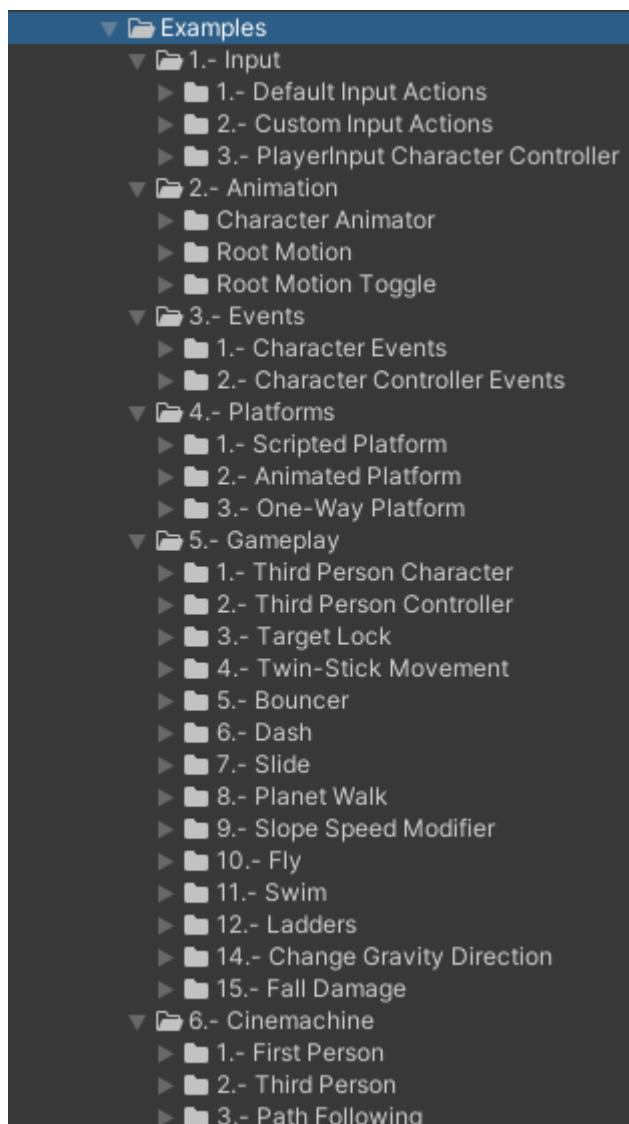 Examples
1.- Input
1.- Default Input Actions
2.- Custom Input Actions
3.- PlayerInput Character Controller
2.- Animation
Character Animator
Root Motion
Root Motion Toggle
3.- Events
1.- Character Events
2.- Character Controller Events
4.- Platforms
1.- Scripted Platform
2.- Animated Platform
3.- One-Way Platform
5.- Gameplay
1.- Third Person Character
2.- Third Person Controller
3.- Target Lock
4.- Twin-Stick Movement
5.- Bouncer
6.- Dash
7.- Slide
8.- Planet Walk
9.- Slope Speed Modifier
10.- Fly
11.- Swim
12.- Ladders
14.- Change Gravity Direction
15.- Fall Damage
6.- Cinemachine
1.- First Person
2.- Third Person
3.- Path Following